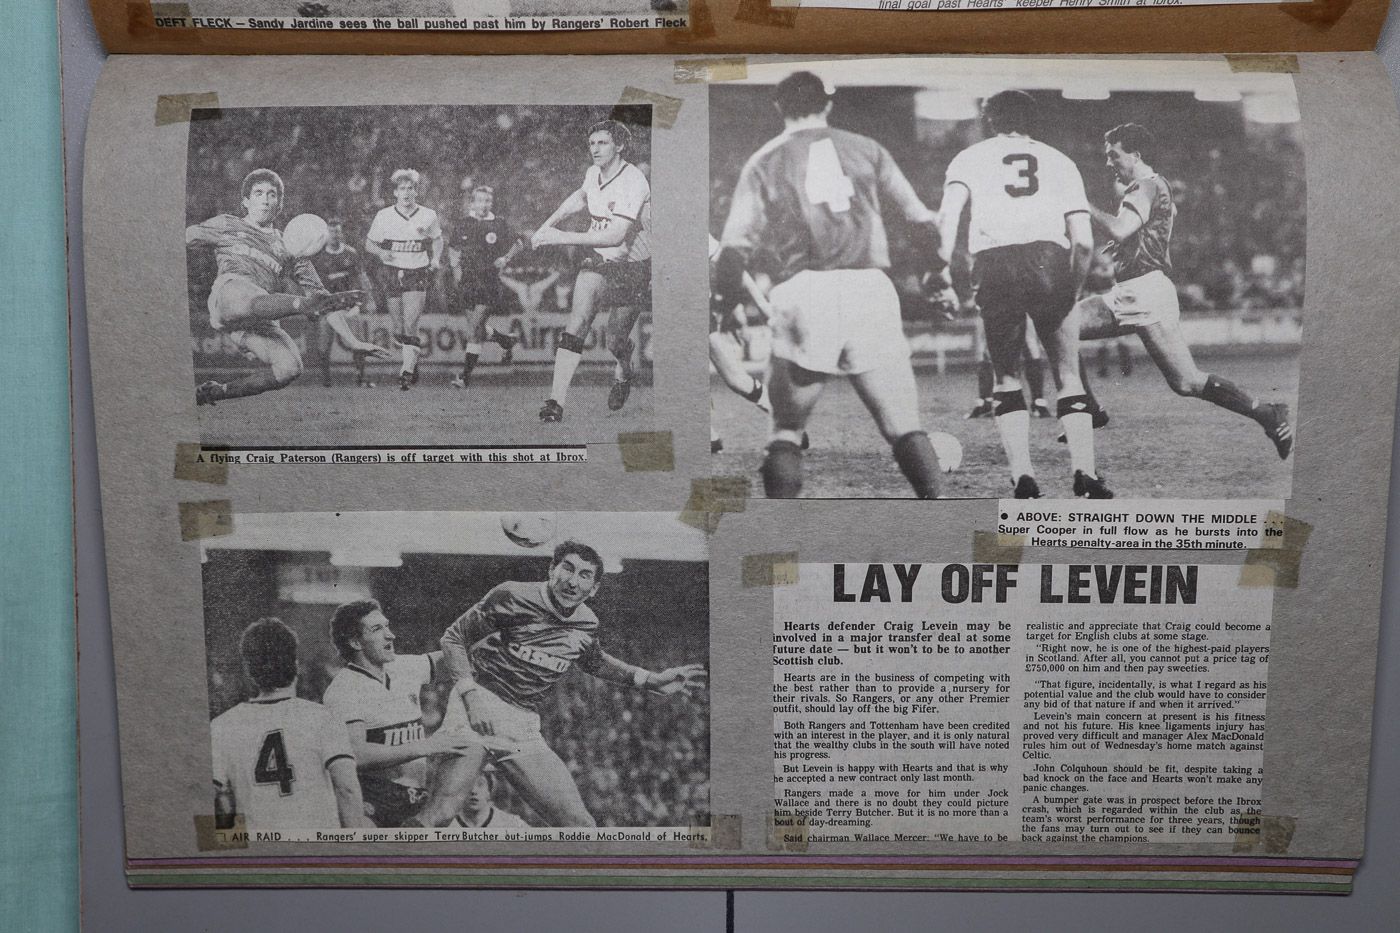 DEFT FLECK — Sandy Jardine sees the ball pushed past him by Rangers' Robert Fleck
final goal past Hearts' keeper Henry Smith at Ibrox.
mita
Glasgow Airport
A flying Craig Paterson (Rangers) is off target with this shot at Ibrox.
4
3
● ABOVE: STRAIGHT DOWN THE MIDDLE . . .
Super Cooper in full flow as he bursts into the
Hearts penalty-area in the 35th minute.
4
mita
AIR RAID . . . Rangers' super skipper Terry Butcher out-jumps Roddie MacDonald of Hearts.
LAY OFF LEVEIN
Hearts defender Craig Levein may be
involved in a major transfer deal at some
future date — but it won't to be to another
Scottish club.
Hearts are in the business of competing with
the best rather than to provide a nursery for
their rivals. So Rangers, or any other Premier
outfit, should lay off the big Fifer.
Both Rangers and Tottenham have been credited
with an interest in the player, and it is only natural
that the wealthy clubs in the south will have noted
his progress.
But Levein is happy with Hearts and that is why
he accepted a new contract only last month.
Rangers made a move for him under Jock
Wallace and there is no doubt they could picture
him beside Terry Butcher. But it is no more than a
bout of day-dreaming.
Said chairman Wallace Mercer: "We have to be
realistic and appreciate that Craig could become a
target for English clubs at some stage.
"Right now, he is one of the highest-paid players
in Scotland. After all, you cannot put a price tag of
£750,000 on him and then pay sweeties.
"That figure, incidentally, is what I regard as his
potential value and the club would have to consider
any bid of that nature if and when it arrived."
Levein's main concern at present is his fitness
and not his future. His knee ligaments injury has
proved very difficult and manager Alex MacDonald
rules him out of Wednesday's home match against
Celtic.
John Colquhoun should be fit, despite taking a
bad knock on the face and Hearts won't make any
panic changes.
A bumper gate was in prospect before the Ibrox
crash, which is regarded within the club as the
team's worst performance for three years, though
the fans may turn out to see if they can bounce
back against the champions.